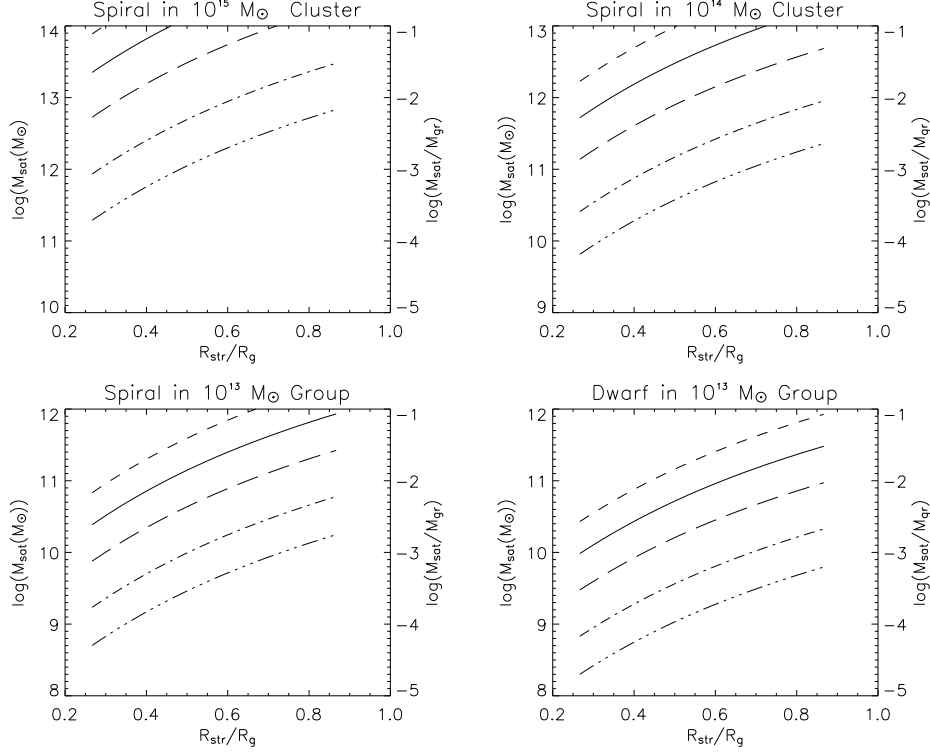 Spiral in 10¹⁵ M⊙ Cluster
Spiral in 10¹⁴ M⊙ Cluster
14
13
12
11
10
log(M_sat(M⊙))
−1
−2
−3
−4
−5
log(M_sat/M_gr)
0.2 0.4 0.6 0.8 1.0
R_str/R_g
13
12
11
10
9
log(M_sat(M⊙))
−1
−2
−3
−4
−5
log(M_sat/M_gr)
0.2 0.4 0.6 0.8 1.0
R_str/R_g
Spiral in 10¹³ M⊙ Group
Dwarf in 10¹³ M⊙ Group
12
11
10
9
8
log(M_sat(M⊙))
−1
−2
−3
−4
−5
log(M_sat/M_gr)
0.2 0.4 0.6 0.8 1.0
R_str/R_g
12
11
10
9
8
log(M_sat(M⊙))
−1
−2
−3
−4
−5
log(M_sat/M_gr)
0.2 0.4 0.6 0.8 1.0
R_str/R_g